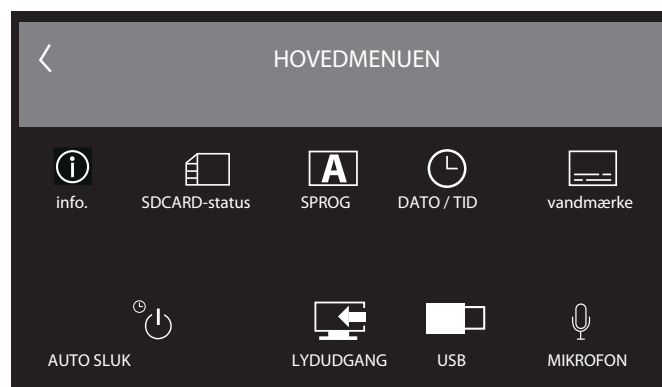 HOVEDMENUEN
info. SDCARD-status SPROG DATO / TID vandmærke
AUTO SLUK LYDUDGANG USB MIKROFON